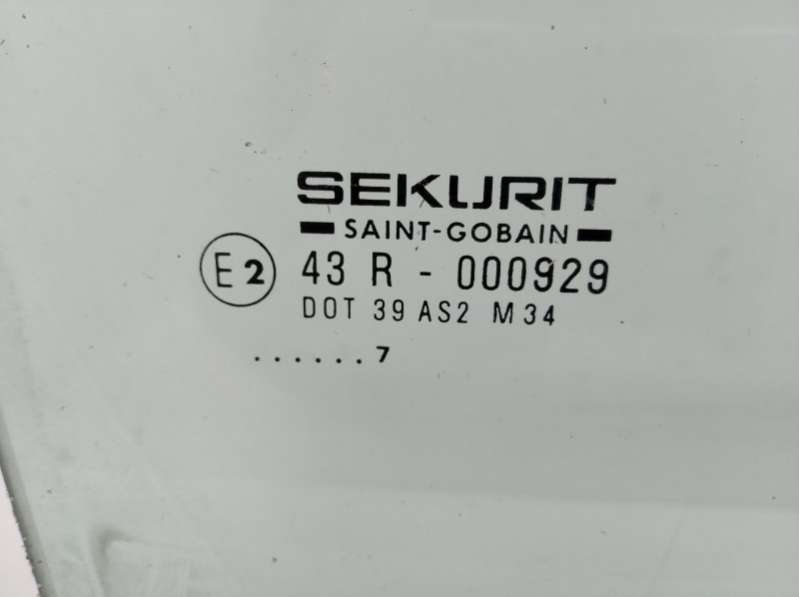 SEKURIT
SAINT-GOBAIN
E2 43 R - 000929
DOT 39 AS2 M34
......7